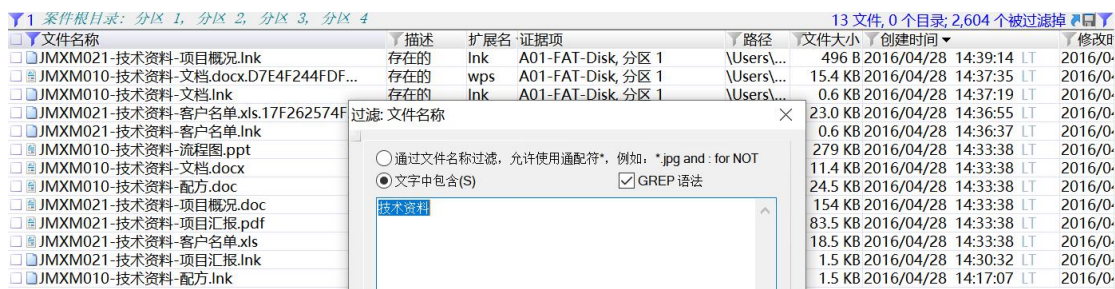 1 案件根目录: 分区 1, 分区 2, 分区 3, 分区 4 13 文件, 0 个目录; 2,604 个被过滤掉
文件名称 描述 扩展名 证据项 路径 文件大小 创建时间 修改时
JMXM021-技术资料-项目概况.lnk 存在的 lnk A01-FAT-Disk, 分区 1 \Users\... 496 B 2016/04/28 14:39:14 LT 2016/0
JMXM010-技术资料-文档.docx.D7E4F244FDF... 存在的 wps A01-FAT-Disk, 分区 1 \Users\... 15.4 KB 2016/04/28 14:37:35 LT 2016/0
JMXM010-技术资料-文档.lnk 存在的 lnk A01-FAT-Disk, 分区 1 \Users\... 0.6 KB 2016/04/28 14:37:19 LT 2016/0
JMXM021-技术资料-客户名单.xls.17F262574F 23.0 KB 2016/04/28 14:36:55 LT 2016/0
JMXM021-技术资料-客户名单.lnk 0.6 KB 2016/04/28 14:36:37 LT 2016/0
JMXM010-技术资料-流程图.ppt 279 KB 2016/04/28 14:33:38 LT 2016/0
JMXM010-技术资料-文档.docx 11.4 KB 2016/04/28 14:33:38 LT 2016/0
JMXM010-技术资料-配方.doc 24.5 KB 2016/04/28 14:33:38 LT 2016/0
JMXM021-技术资料-项目概况.doc 154 KB 2016/04/28 14:33:38 LT 2016/0
JMXM021-技术资料-项目汇报.pdf 83.5 KB 2016/04/28 14:33:38 LT 2016/0
JMXM021-技术资料-客户名单.xls 18.5 KB 2016/04/28 14:33:38 LT 2016/0
JMXM021-技术资料-项目汇报.lnk 1.5 KB 2016/04/28 14:30:32 LT 2016/0
JMXM010-技术资料-配方.lnk 1.5 KB 2016/04/28 14:17:07 LT 2016/0
过滤: 文件名称
通过文件名称过滤，允许使用通配符*，例如：*.jpg and : for NOT
文字中包含(S) GREP 语法
技术资料